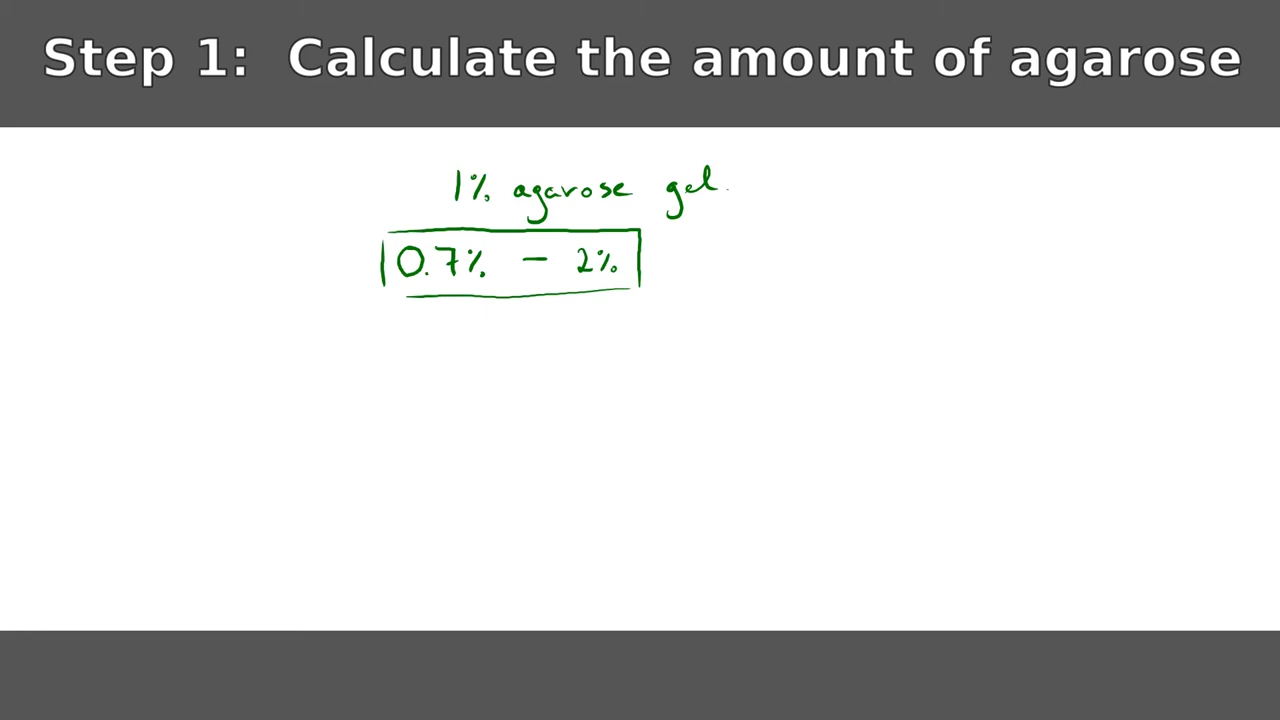 Step 1:  Calculate the amount of agarose
1% agarose gel.
0.7% – 2%